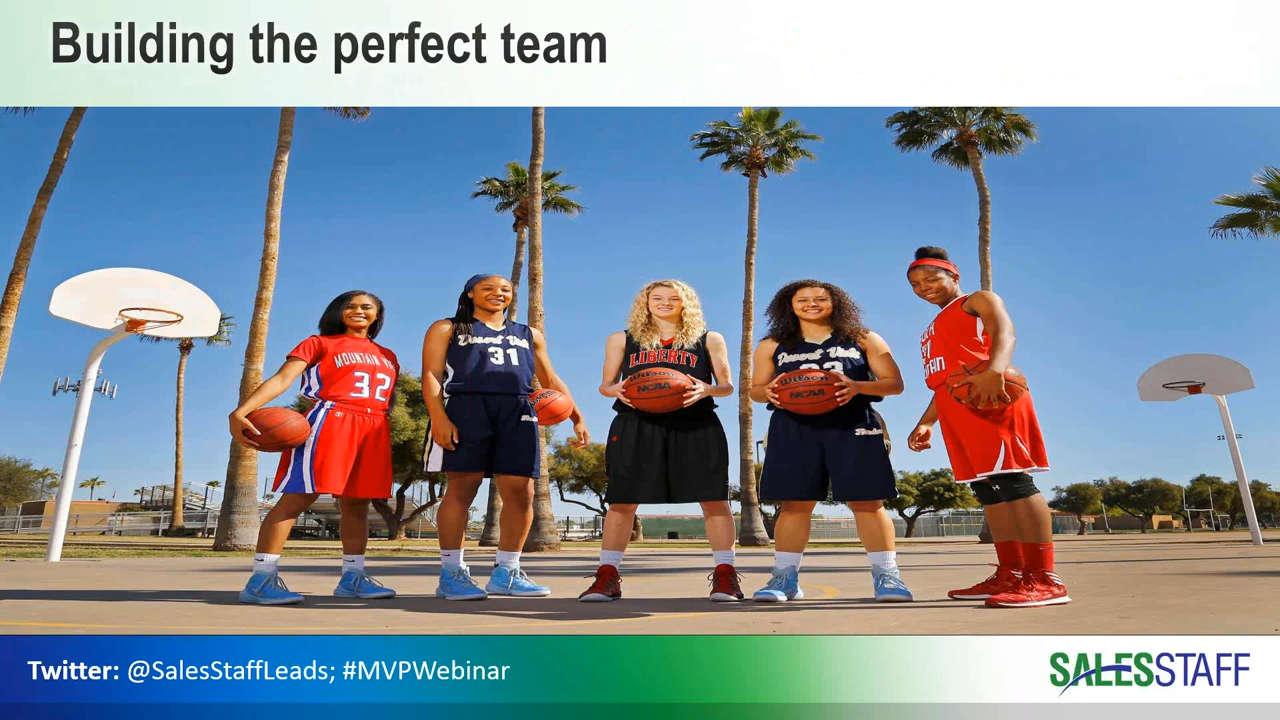 Building the perfect team
MOUNTAIN
32
Desert Vista
31
LIBERTY
Wilson
NCAA
Desert Vista
Wilson
NCAA
Twitter: @SalesStaffLeads; #MVPWebinar
SALESSTAFF